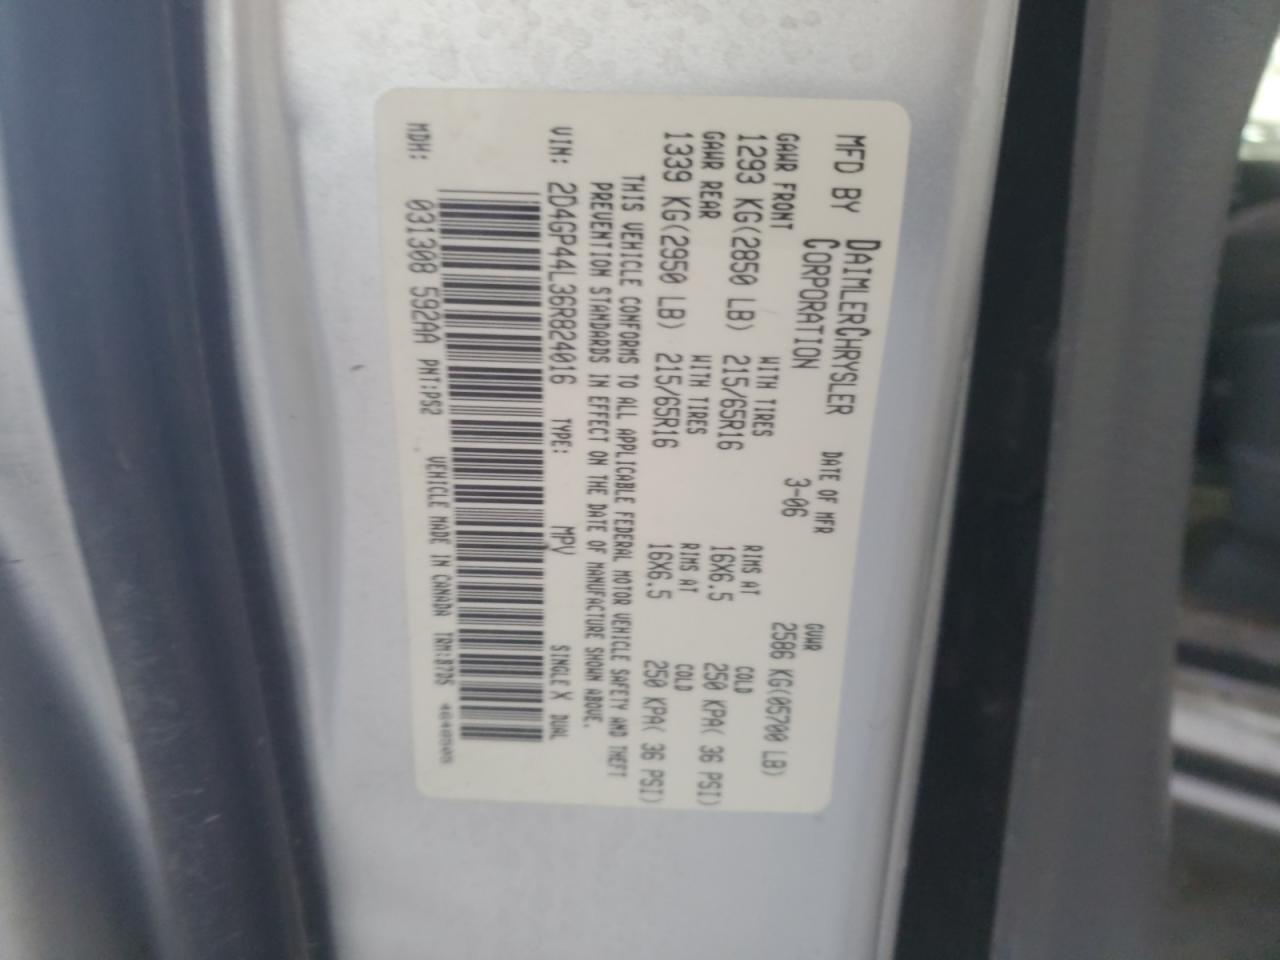 MFD BY DAIMLERCHRYSLER CORPORATION
DATE OF MFR 3-06
GVWR 2586 KG(05700 LB)
GAWR FRONT WITH TIRES RIMS AT COLD
1293 KG(2850 LB) 215/65R16 16X6.5 250 KPA( 36 PSI)
GAWR REAR WITH TIRES RIMS AT COLD
1339 KG(2950 LB) 215/65R16 16X6.5 250 KPA( 36 PSI)
THIS VEHICLE CONFORMS TO ALL APPLICABLE FEDERAL MOTOR VEHICLE SAFETY AND THEFT
PREVENTION STANDARDS IN EFFECT ON THE DATE OF MANUFACTURE SHOWN ABOVE.
VIN: 2D4GP44L36R824016 TYPE: MPV SINGLE X DUAL
MDH: 031308 592AA PNT:PS2 VEHICLE MADE IN CANADA TRM:B7D5